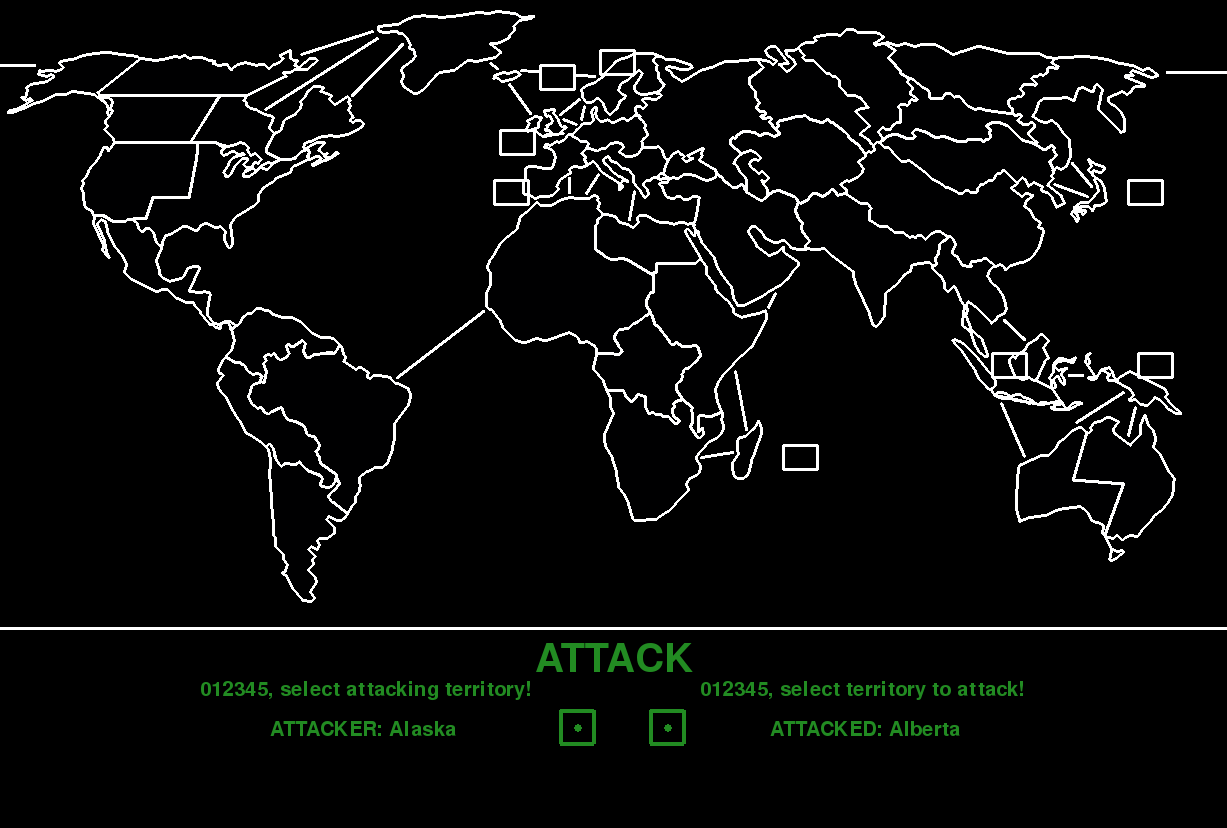 ATTACK
012345, select attacking territory! 012345, select territory to attack!
ATTACKER: Alaska ATTACKED: Alberta